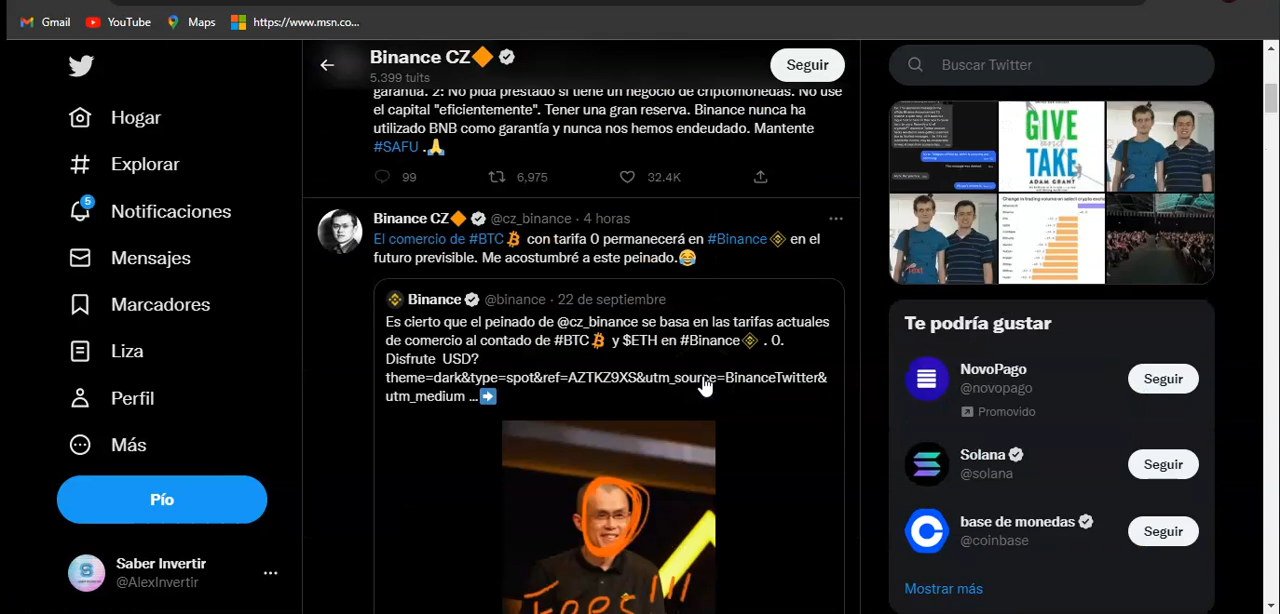 Gmail
YouTube
Maps
https://www.msn.co...
Binance CZ
5.399 tuits
Seguir
garantía. 2: No pida prestado si tiene un negocio de criptomonedas. No use
el capital "eficientemente". Tener una gran reserva. Binance nunca ha
utilizado BNB como garantía y nunca nos hemos endeudado. Mantente
#SAFU .🙏
99
6,975
32.4K
Binance CZ @cz_binance · 4 horas
El comercio de #BTC con tarifa 0 permanecerá en #Binance en el
futuro previsible. Me acostumbré a este peinado.😂
Binance @binance · 22 de septiembre
Es cierto que el peinado de @cz_binance se basa en las tarifas actuales
de comercio al contado de #BTC y $ETH en #Binance . 0.
Disfrute USD?
theme=dark&type=spot&ref=AZTKZ9XS&utm_source=BinanceTwitter&
utm_medium ...➡
Fees!!!
Hogar
Explorar
5
Notificaciones
Mensajes
Marcadores
Liza
Perfil
Más
Pío
Saber Invertir
@AlexInvertir
Buscar Twitter
GIVE
and
TAKE
ADAM GRANT
Te podría gustar
NovoPago
@novopago
Promovido
Seguir
Solana
@solana
Seguir
base de monedas
@coinbase
Seguir
Mostrar más